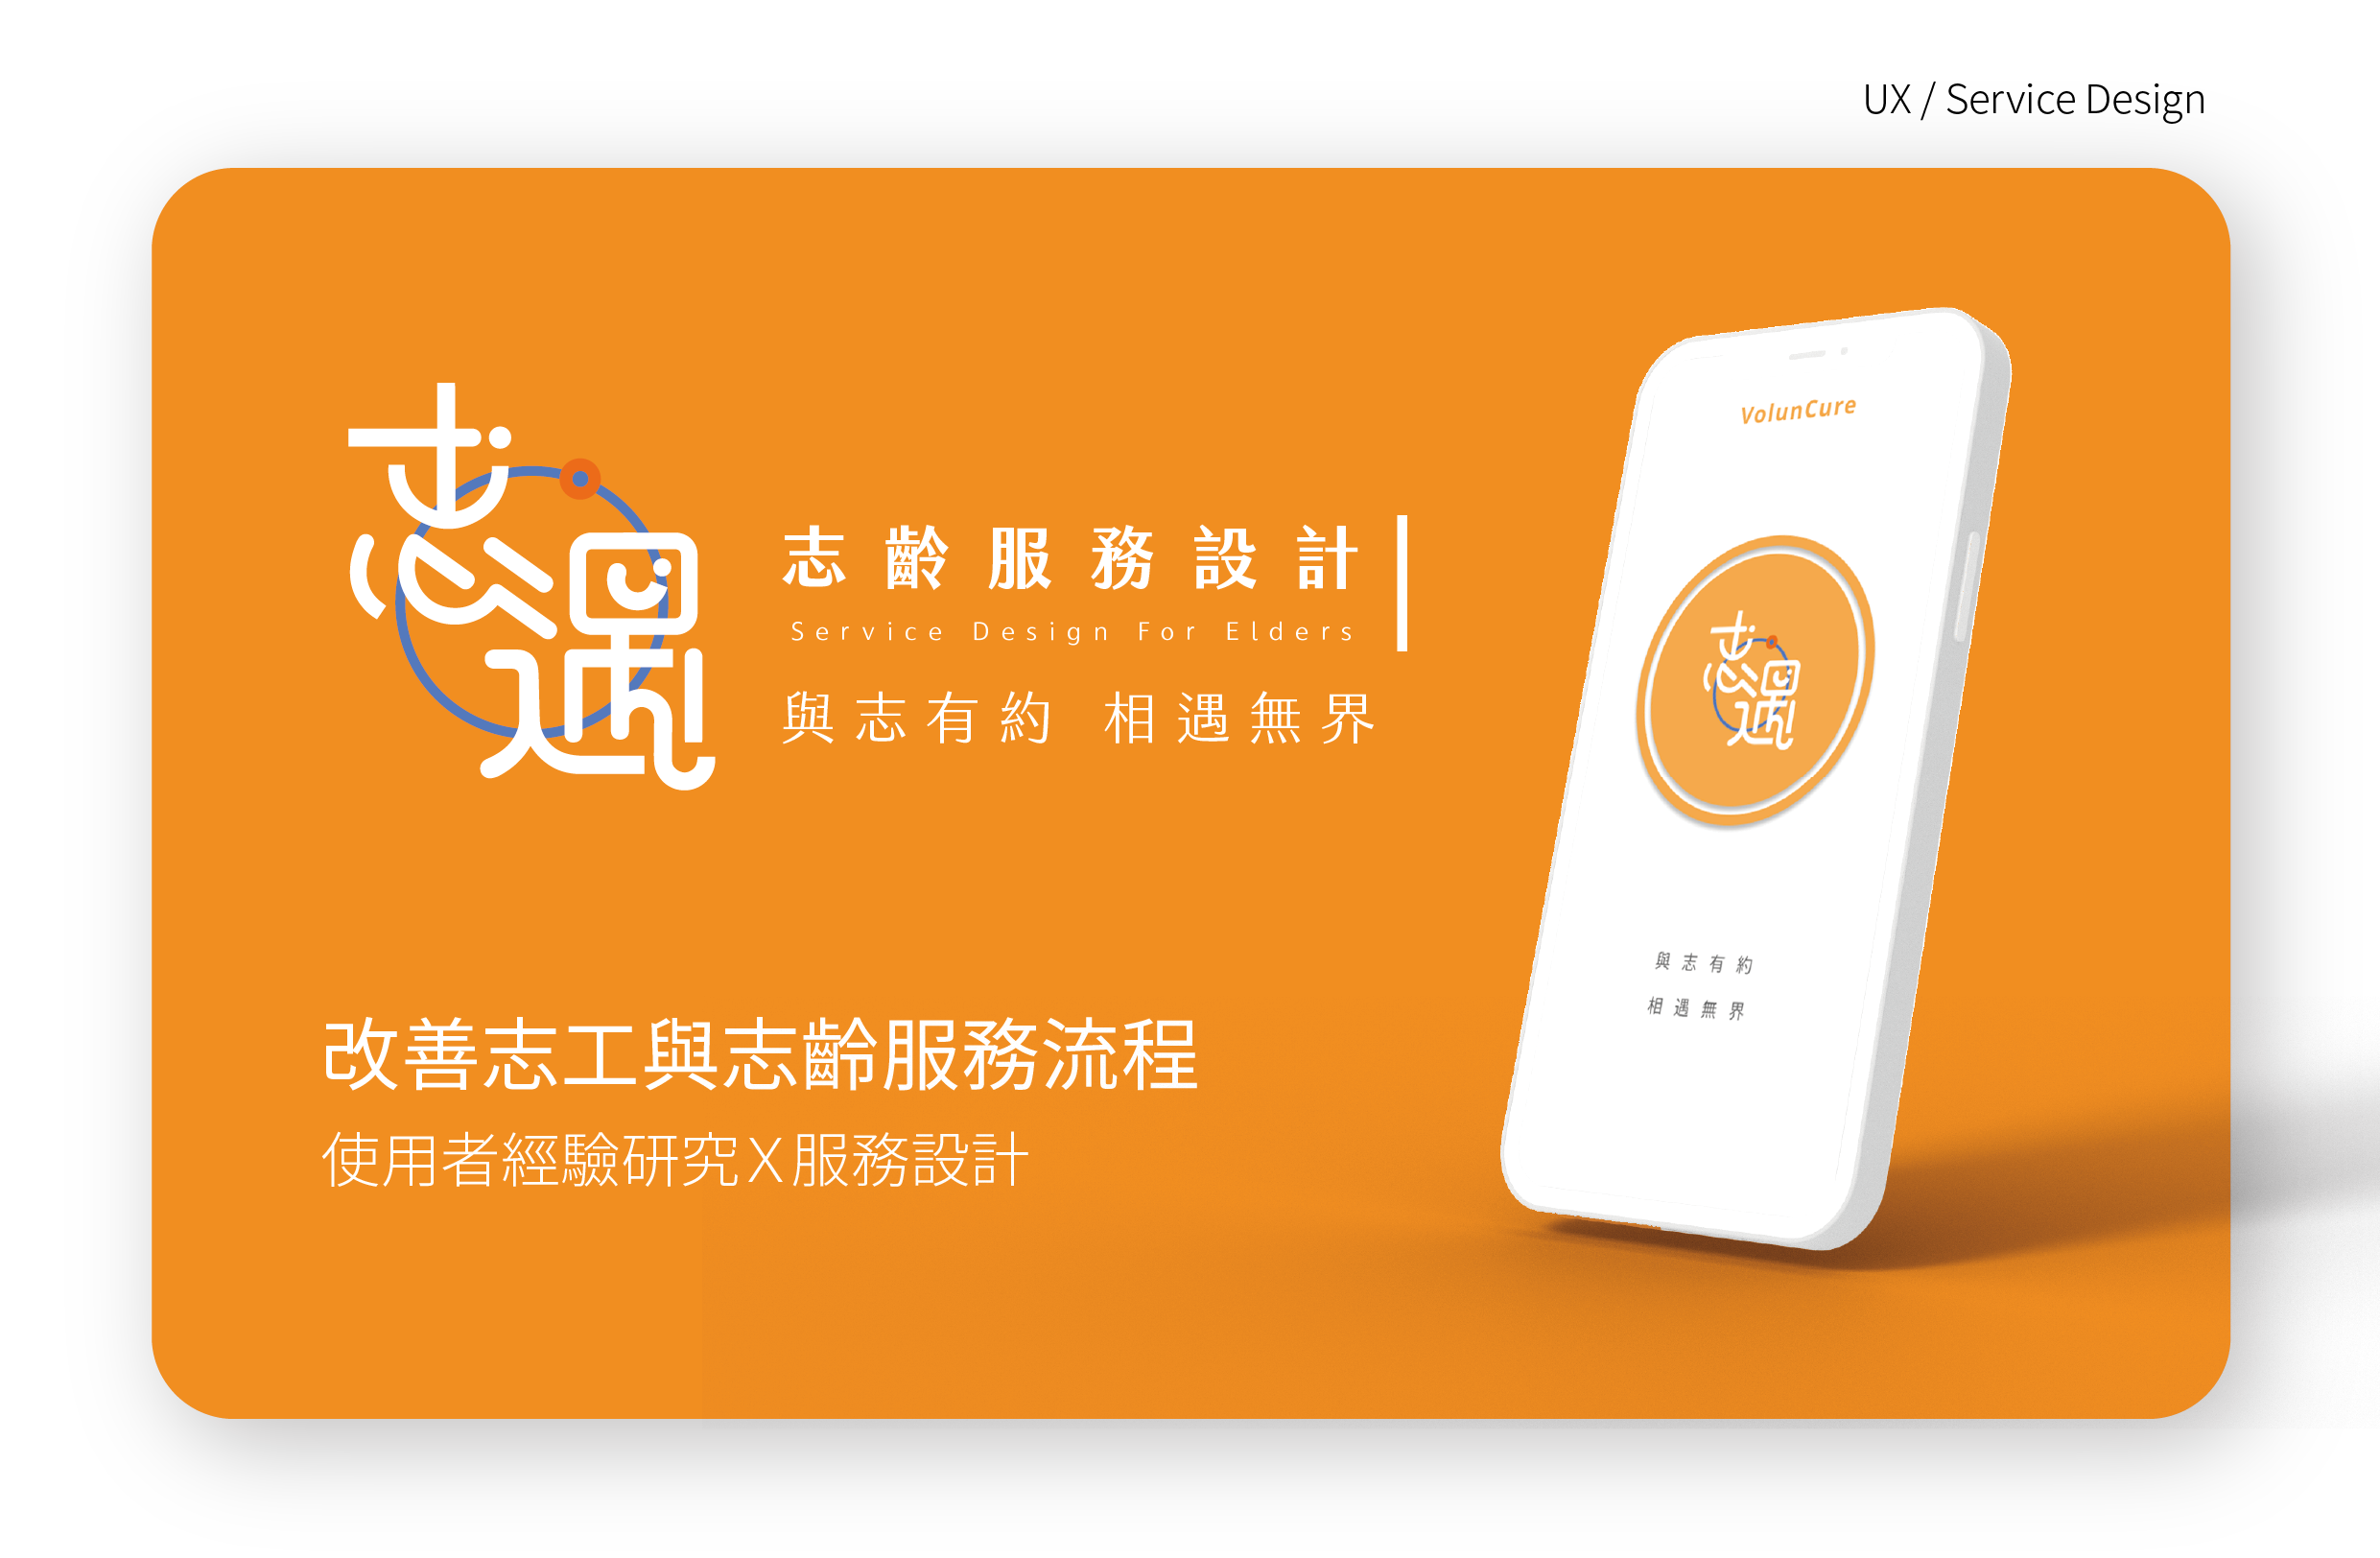 UX / Service Design
志遇
志齡服務設計
Service Design For Elders
與志有約 相遇無界
改善志工與志齡服務流程
使用者經驗研究X服務設計
VolunCure
志遇
與志有約
相遇無界